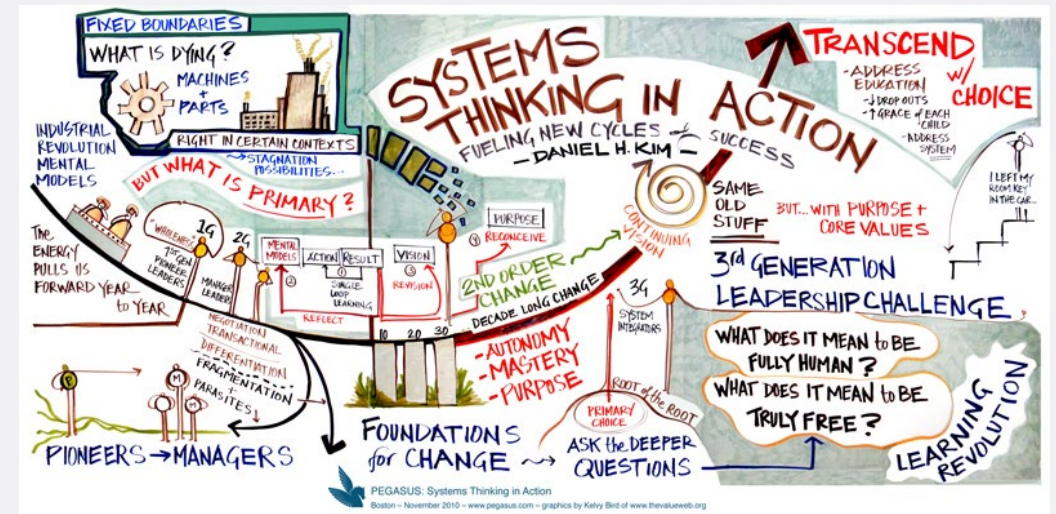 FIXED BOUNDARIES
WHAT IS DYING?
MACHINES
+
PARTS
RIGHT IN CERTAIN CONTEXTS
→ STAGNATION
POSSIBILITIES...
INDUSTRIAL
REVOLUTION
MENTAL
MODELS
BUT WHAT IS PRIMARY?
The
ENERGY
PULLS US
FORWARD YEAR
to YEAR
"WHOLENESS"
1G
1ST GEN
PIONEER
LEADERS
2G
MANAGER
LEADERS
MENTAL
MODELS
ACTION
RESULT
①
SINGLE
LOOP
LEARNING
②
REFLECT
VISION
③
REVISION
④
PURPOSE
RECONCEIVE
2ND ORDER
CHANGE
10 20 30
DECADE LONG CHANGE
NEGOTIATION
TRANSACTIONAL
DIFFERENTIATION
FRAGMENTATION
+
PARASITES
P
M
M
PIONEERS → MANAGERS
SYSTEMS
THINKING IN ACTION
FUELING NEW CYCLES of SUCCESS
- DANIEL H. KIM -
CONTINUING
VISION
SAME
OLD
STUFF
TRANSCEND
w/
CHOICE
- ADDRESS
EDUCATION
- ↓ DROP OUTS
- ↑ GRACE of EACH
CHILD
- ADDRESS
SYSTEM
I LEFT MY
ROOM KEY
IN THE CAR...
BUT... WITH PURPOSE +
CORE VALUES
3rd GENERATION
LEADERSHIP CHALLENGE
3G
SYSTEM
INTEGRATORS
- AUTONOMY
- MASTERY
- PURPOSE
ROOT of the ROOT
PRIMARY
CHOICE
FOUNDATIONS
for CHANGE
ASK the DEEPER
QUESTIONS
WHAT DOES IT MEAN to BE
FULLY HUMAN?
WHAT DOES IT MEAN to BE
TRULY FREE?
LEARNING
REVOLUTION
PEGASUS: Systems Thinking in Action
Boston – November 2010 – www.pegasus.com – graphics by Kelvy Bird of www.thevalueweb.org